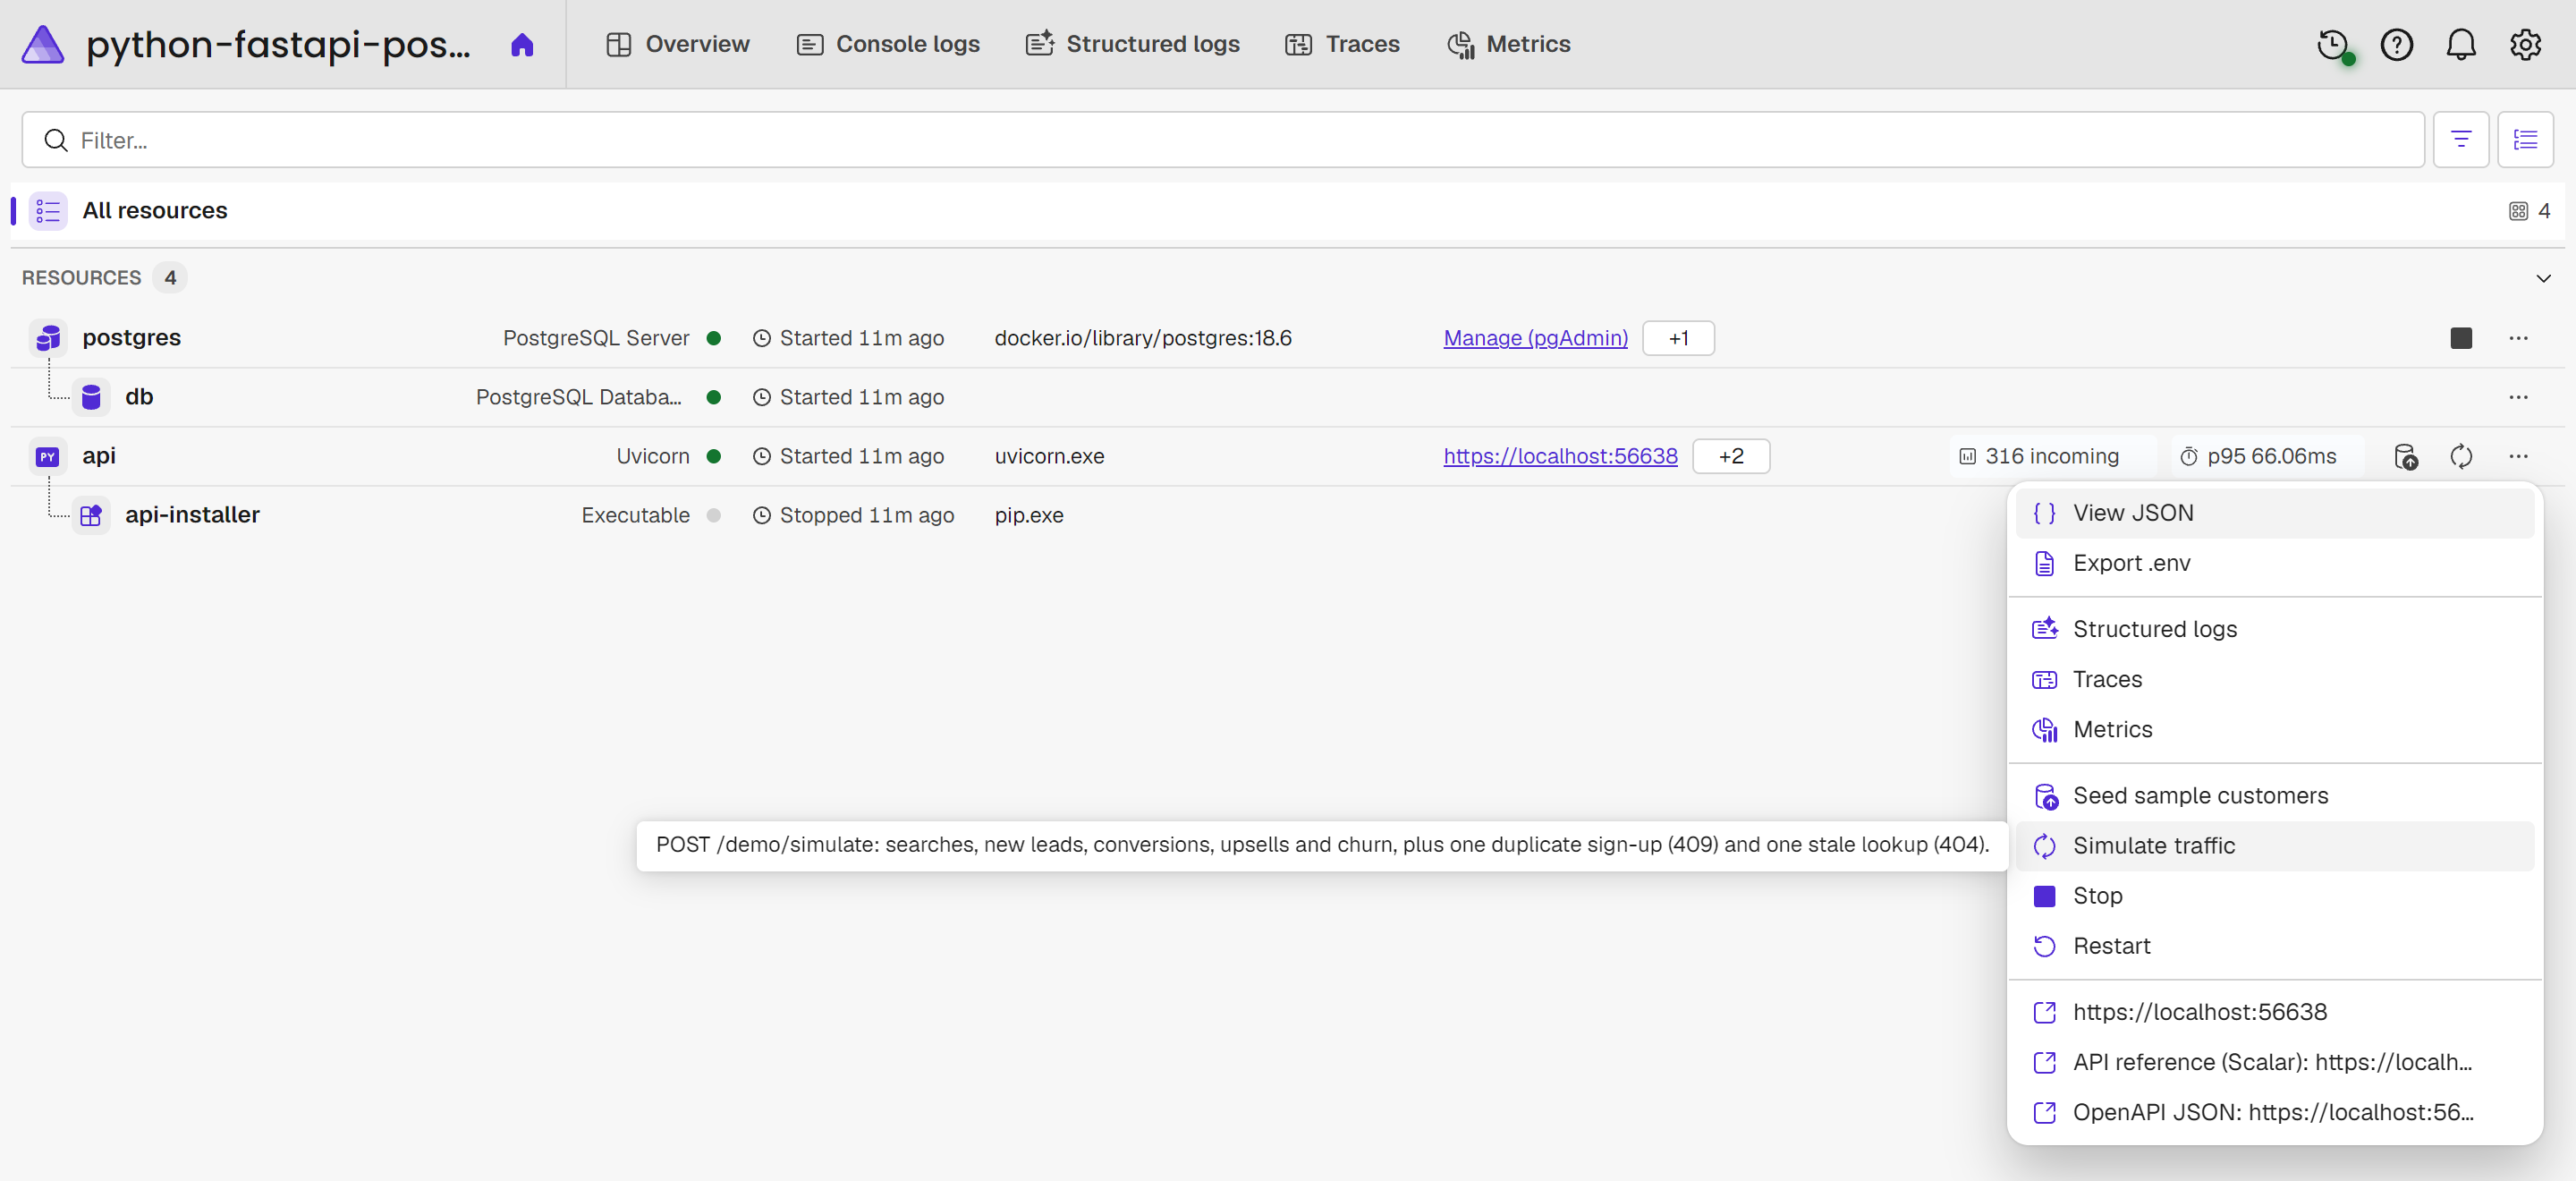 python-fastapi-pos...
Overview
Console logs
Structured logs
Traces
Metrics
Filter...
All resources
4
RESOURCES 4
postgres
PostgreSQL Server
Started 11m ago
docker.io/library/postgres:18.6
Manage (pgAdmin)
+1
db
PostgreSQL Databa...
Started 11m ago
PY
api
Uvicorn
Started 11m ago
uvicorn.exe
https://localhost:56638
+2
316 incoming
p95 66.06ms
api-installer
Executable
Stopped 11m ago
pip.exe
View JSON
Export .env
Structured logs
Traces
Metrics
Seed sample customers
POST /demo/simulate: searches, new leads, conversions, upsells and churn, plus one duplicate sign-up (409) and one stale lookup (404).
Simulate traffic
Stop
Restart
https://localhost:56638
API reference (Scalar): https://localh...
OpenAPI JSON: https://localhost:56...